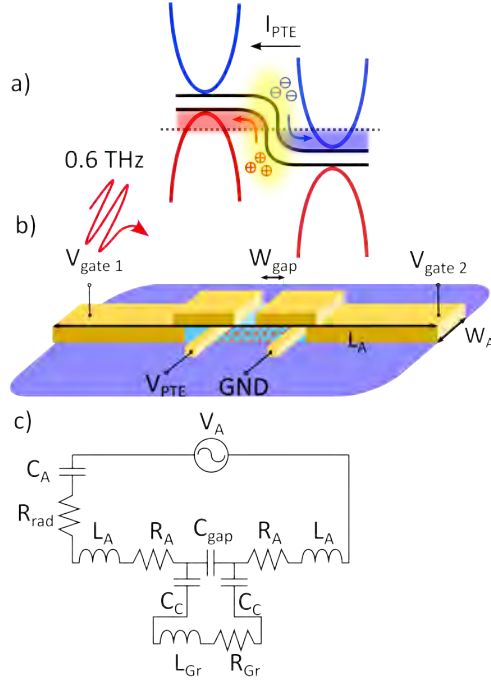 I_PTE
a)
⊖ ⊖ ⊖
⊕ ⊕ ⊕
0.6 THz
b)
V_gate 1
W_gap
V_gate 2
L_A
W_A
V_PTE
GND
c)
V_A
C_A
R_rad
L_A R_A C_gap R_A L_A
C_C C_C
L_Gr R_Gr